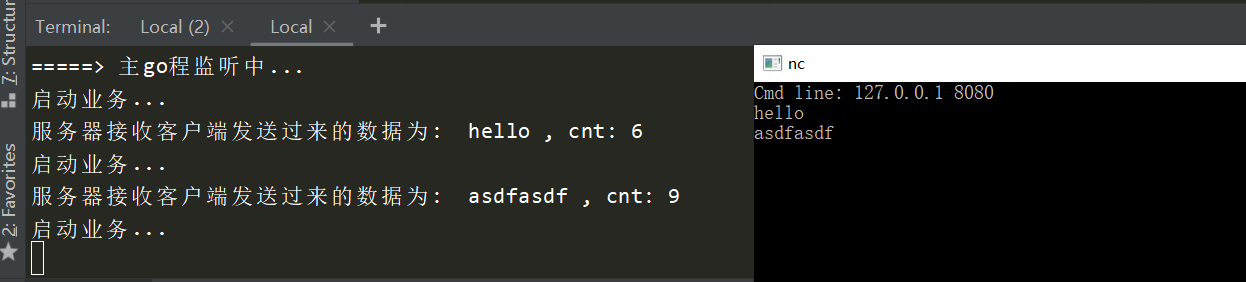 Terminal: Local (2) × Local × +
7: Structur
2: Favorites
=====> 主go程监听中...
启动业务...
服务器接收客户端发送过来的数据为: hello , cnt: 6
启动业务...
服务器接收客户端发送过来的数据为: asdfasdf , cnt: 9
启动业务...
nc
Cmd line: 127.0.0.1 8080
hello
asdfasdf